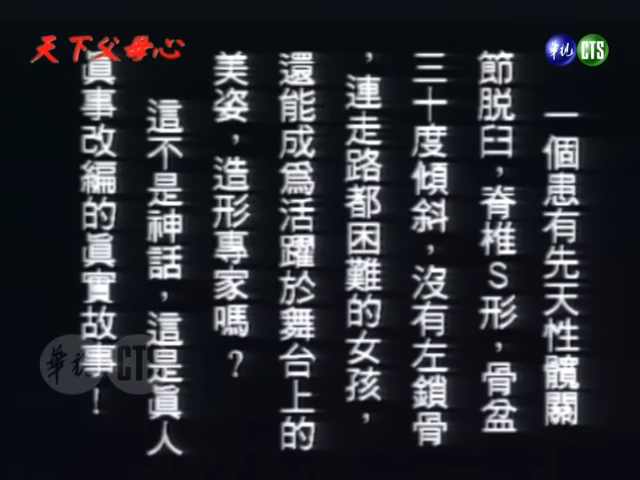 天下父母心
華視 CTS
一個患有先天性髖關
節脫臼，脊椎S形，骨盆
三十度傾斜，沒有左鎖骨
，連走路都困難的女孩，
還能成爲活躍於舞台上的
美姿，造形專家嗎？
這不是神話，這是眞人
眞事改編的眞實故事！
華視 CTS